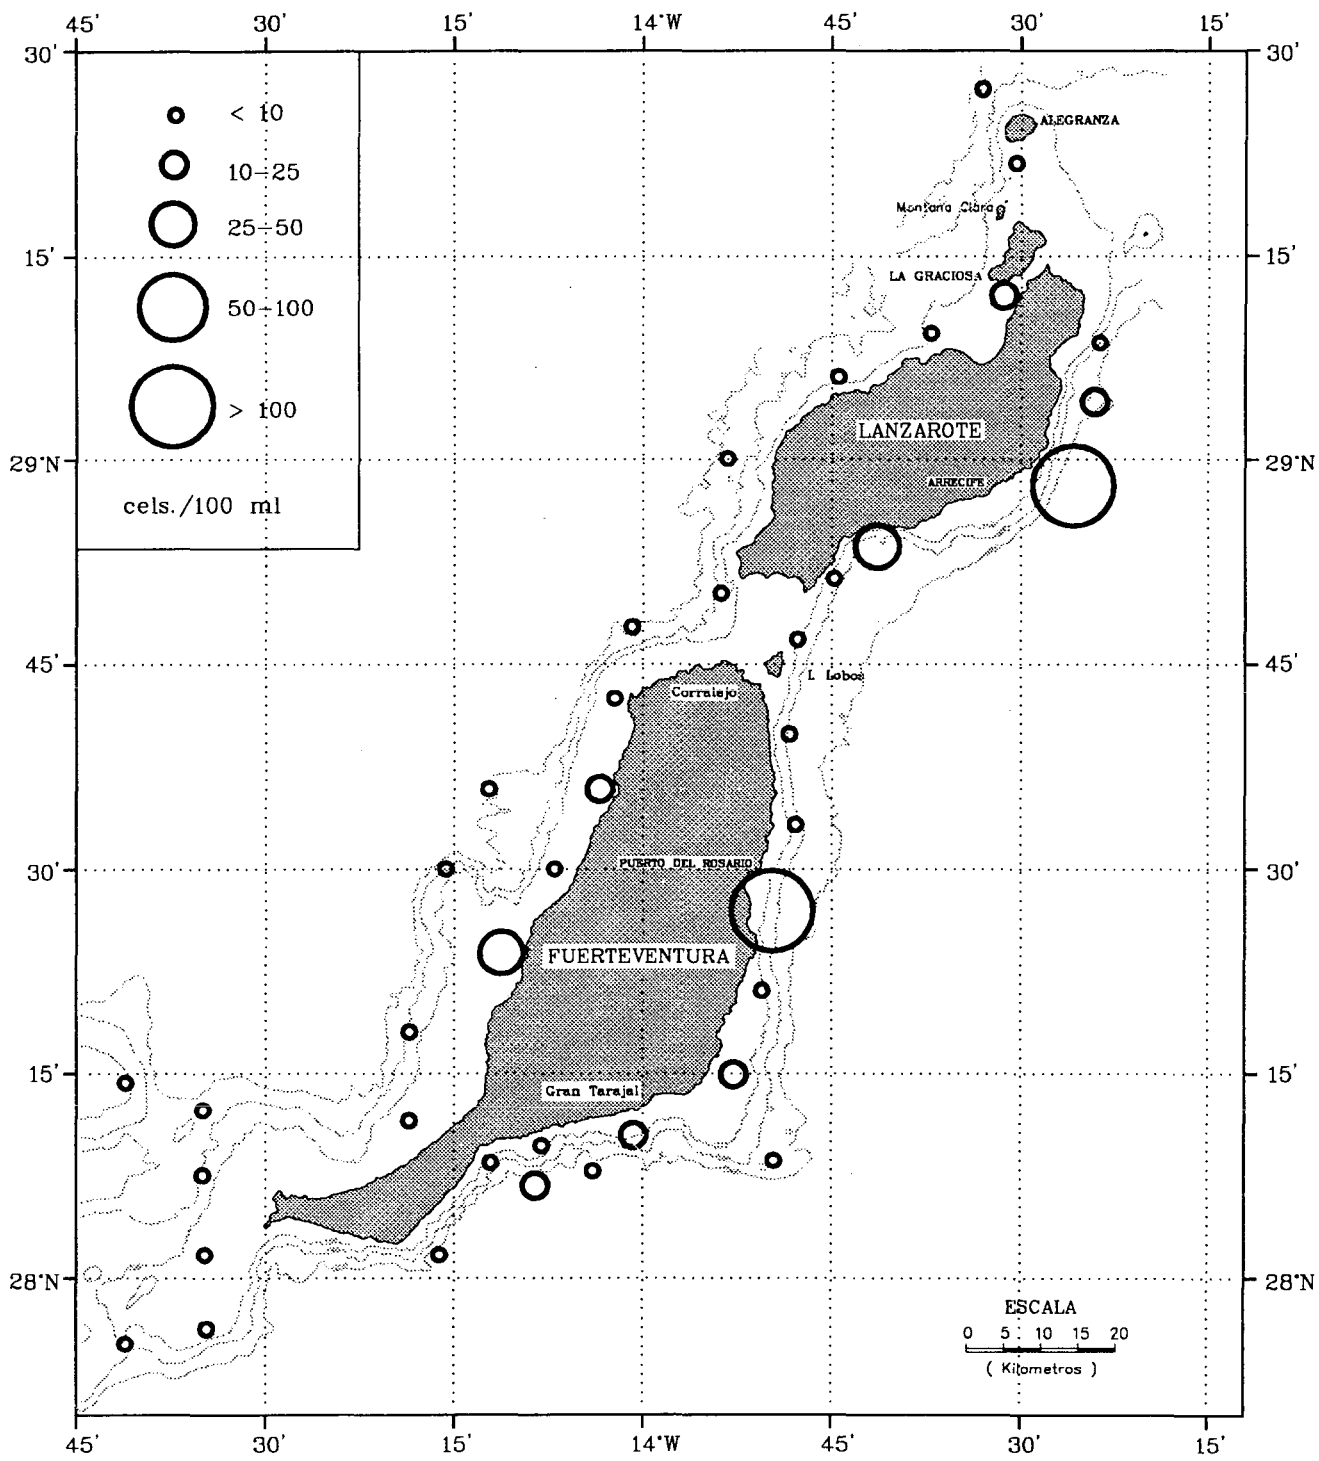 45' 30' 15' 14°W 45' 30' 15'
30' 30'
< 10
10÷25
25÷50
50÷100
> 100
cels./100 ml
ALEGRANZA
Montaña Clara
15' 15'
LA GRACIOSA
LANZAROTE
29°N 29°N
ARRECIFE
45' 45'
I. Lobos
Corralejo
PUERTO DEL ROSARIO
30' 30'
FUERTEVENTURA
15' 15'
Gran Tarajal
28°N 28°N
ESCALA
0 5 10 15 20
( Kilometros )
45' 30' 15' 14°W 45' 30' 15'